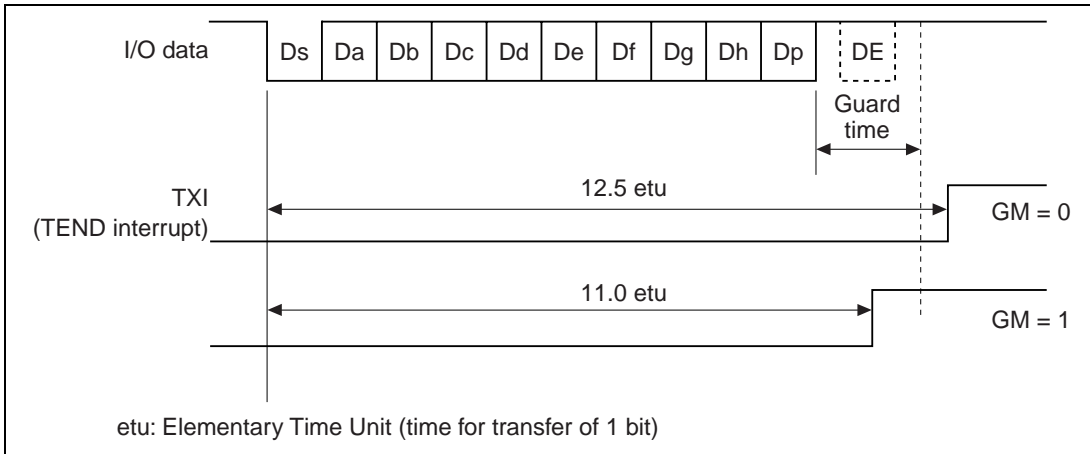 I/O data
Ds Da Db Dc Dd De Df Dg Dh Dp DE
Guard
time
TXI
(TEND interrupt)
12.5 etu
GM = 0
11.0 etu
GM = 1
etu: Elementary Time Unit (time for transfer of 1 bit)